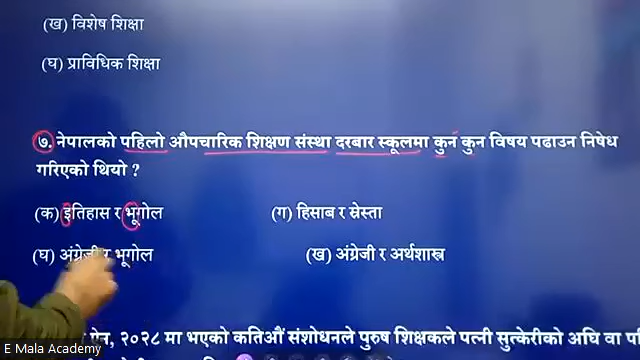 (ख) विशेष शिक्षा
(घ) प्राविधिक शिक्षा
७. नेपालको पहिलो औपचारिक शिक्षण संस्था दरबार स्कूलमा कुन कुन विषय पढाउन निषेध
गरिएको थियो ?
(क) इतिहास र भूगोल (ग) हिसाब र स्रेस्ता
(घ) अंग्रेजी र भूगोल (ख) अंग्रेजी र अर्थशास्त्र
ऐन, २०२८ मा भएको कतिऔं संशोधनले पुरुष शिक्षकले पत्नी सुत्केरीको अघि वा
E Mala Academy